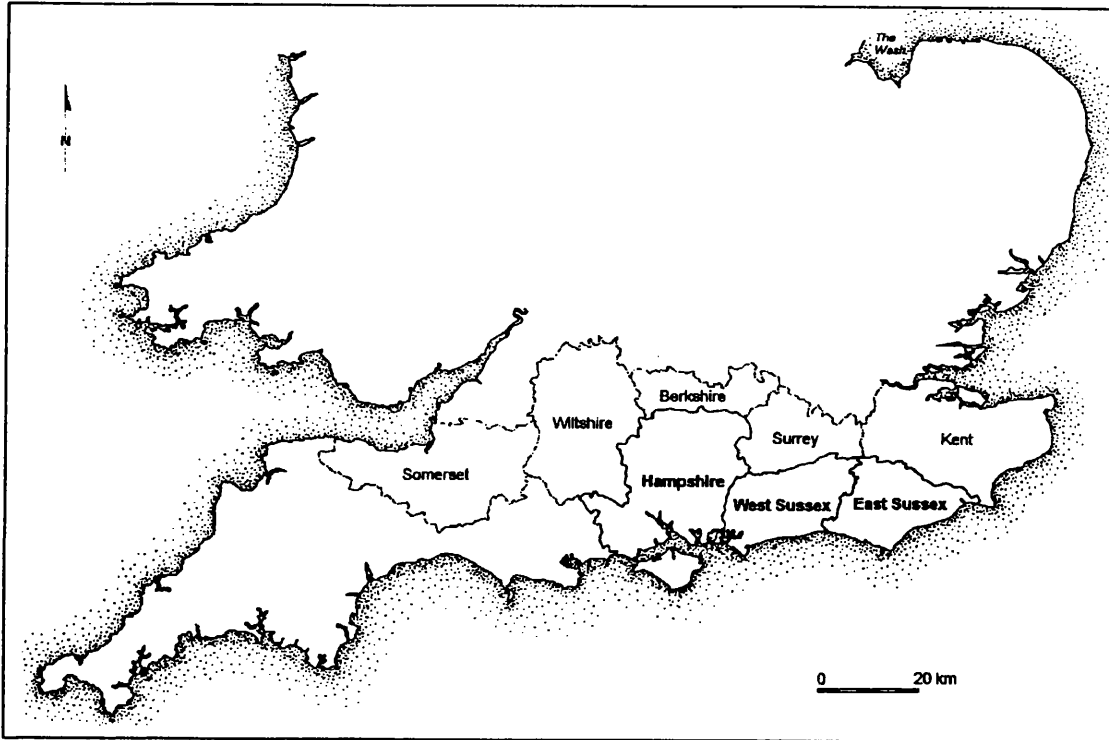 The
Wash
N
Berkshire
Wiltshire
Surrey
Kent
Somerset
Hampshire
West Sussex
East Sussex
0 20 km